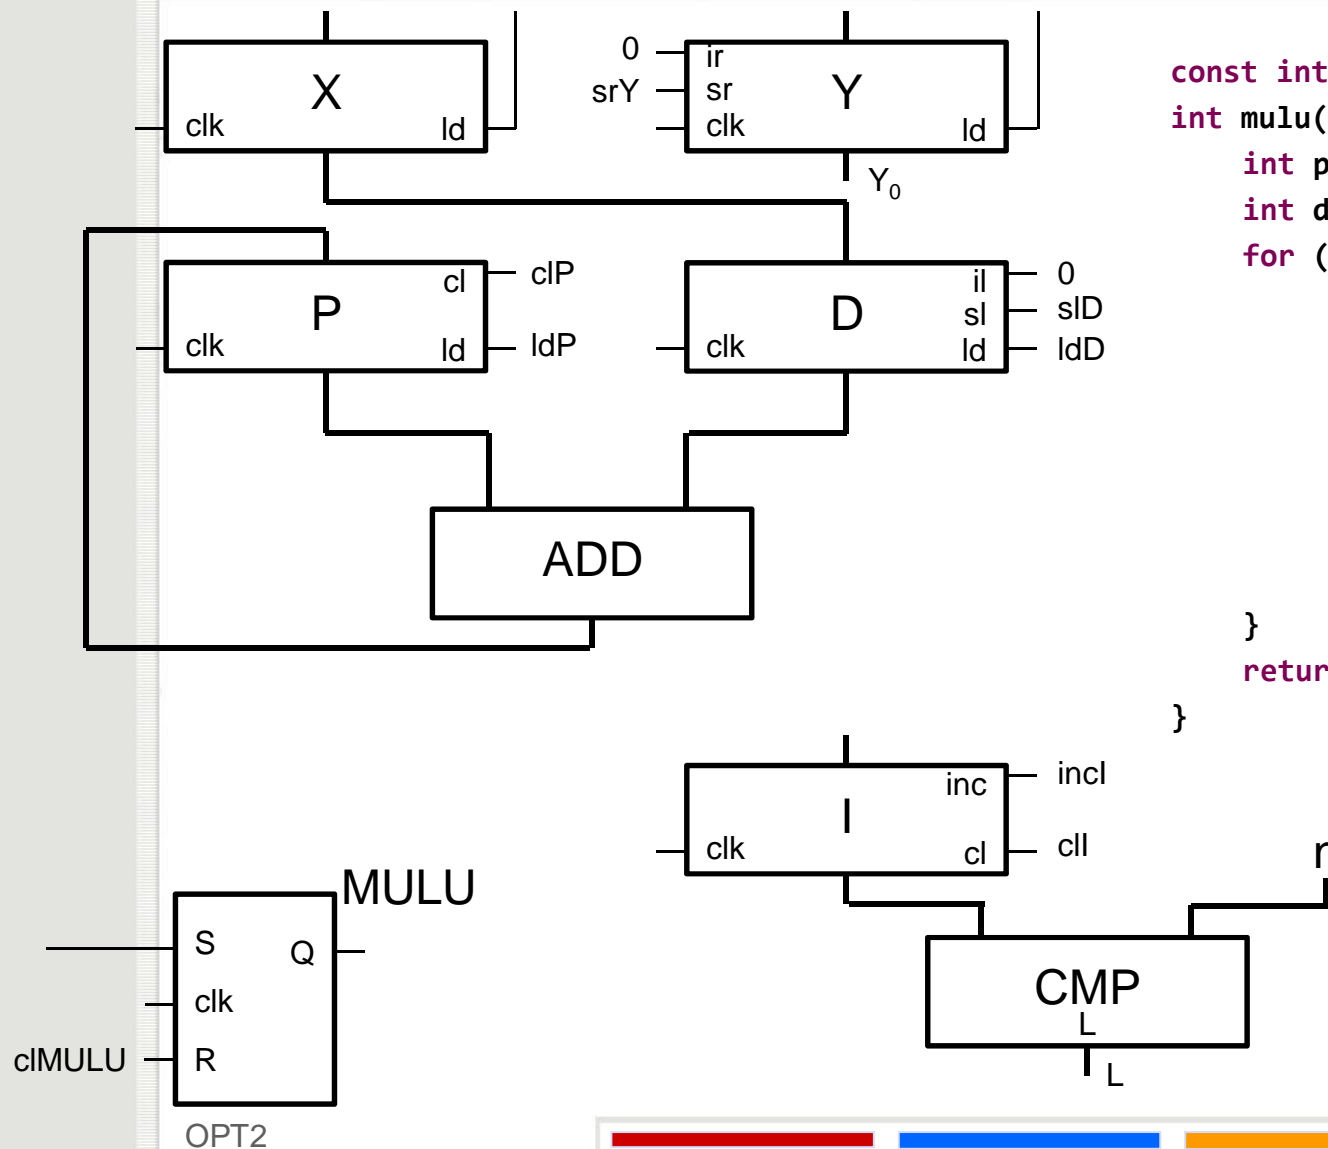 X
clk
ld
0
srY
ir
sr
clk
Y
ld
Y0
const int
int mulu(
int p
int d
for (
P
cl
clk
ld
clP
ldP
D
il
sl
clk
ld
0
slD
ldD
ADD
}
}
I
inc
clk
cl
incI
clI
CMP
L
L
MULU
S
Q
clk
R
clMULU
OPT2